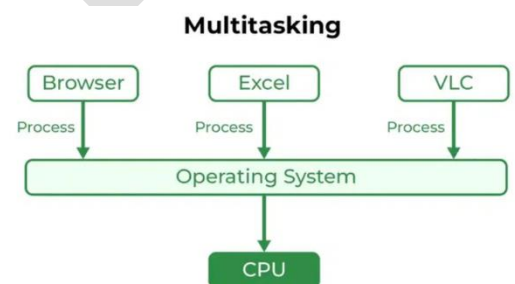 Multitasking
Browser Excel VLC
Process Process Process
Operating System
CPU